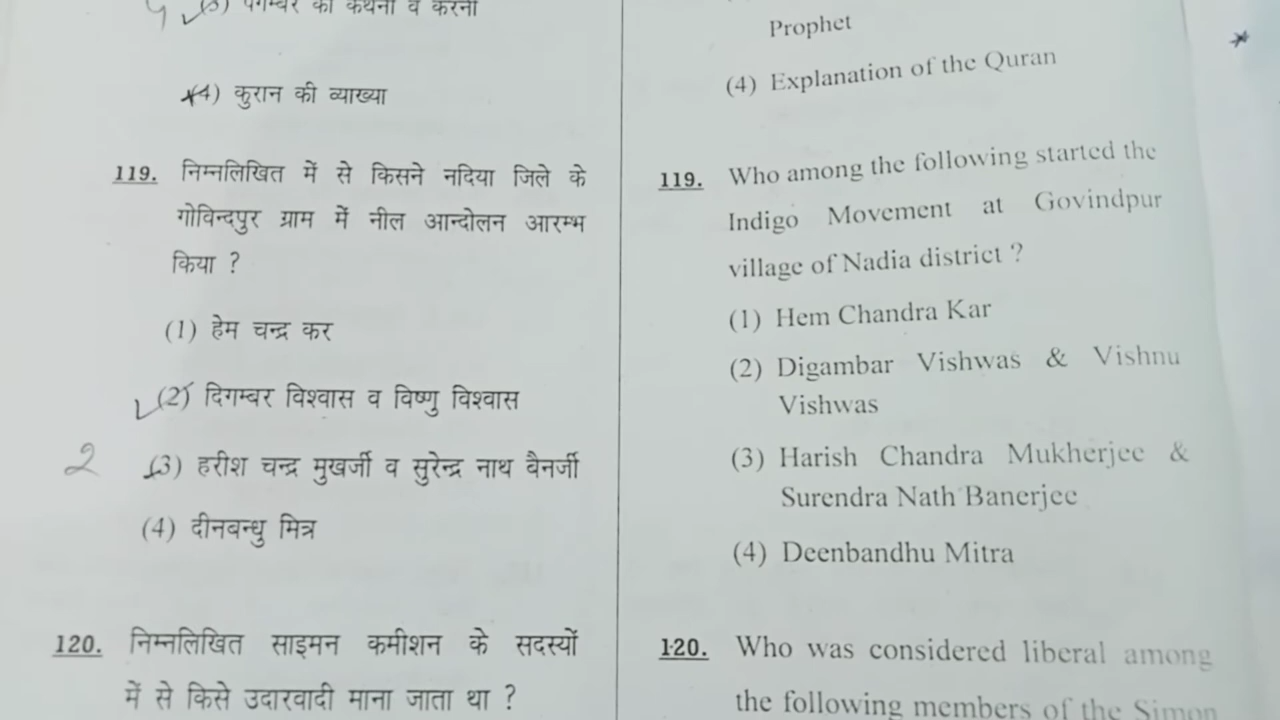 (3) पैगम्बर की कथनी व करनी
(4) कुरान की व्याख्या
119. निम्नलिखित में से किसने नदिया जिले के
गोविन्दपुर ग्राम में नील आन्दोलन आरम्भ
किया ?
(1) हेम चन्द्र कर
(2) दिगम्बर विश्वास व विष्णु विश्वास
2
(3) हरीश चन्द्र मुखर्जी व सुरेन्द्र नाथ बैनर्जी
(4) दीनबन्धु मित्र
120. निम्नलिखित साइमन कमीशन के सदस्यों
में से किसे उदारवादी माना जाता था ?
Prophet
(4) Explanation of the Quran
119. Who among the following started the
Indigo Movement at Govindpur
village of Nadia district ?
(1) Hem Chandra Kar
(2) Digambar Vishwas & Vishnu
Vishwas
(3) Harish Chandra Mukherjee &
Surendra Nath Banerjee
(4) Deenbandhu Mitra
120. Who was considered liberal among
the following members of the Simon